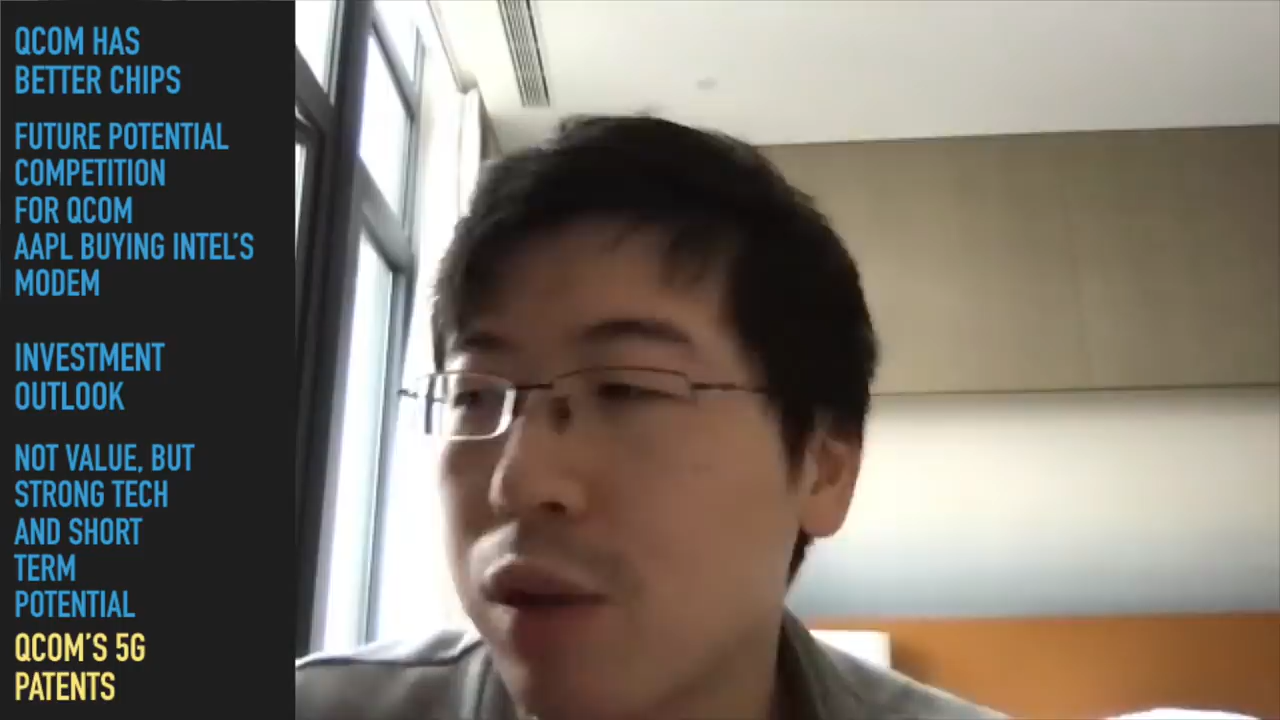 QCOM HAS
BETTER CHIPS
FUTURE POTENTIAL
COMPETITION
FOR QCOM
AAPL BUYING INTEL'S
MODEM
INVESTMENT
OUTLOOK
NOT VALUE, BUT
STRONG TECH
AND SHORT
TERM
POTENTIAL
QCOM'S 5G
PATENTS